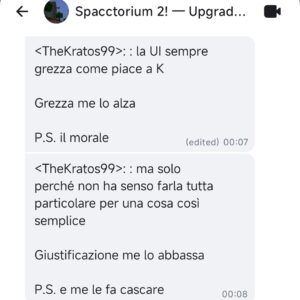 Spacctorium 2! — Upgrad...
<TheKratos99>: : la UI sempre
grezza come piace a K
Grezza me lo alza
P.S. il morale
(edited) 00:07
<TheKratos99>: : ma solo
perché non ha senso farla tutta
particolare per una cosa così
semplice
Giustificazione me lo abbassa
P.S. e me le fa cascare
00:08